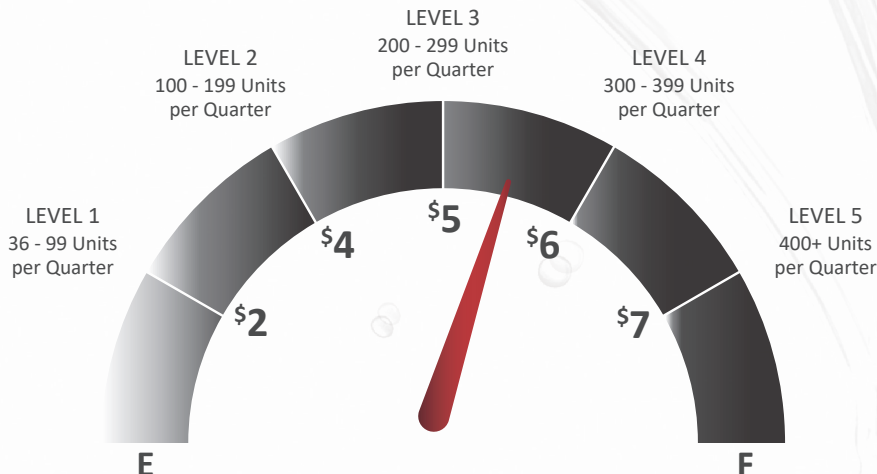 LEVEL 3
200 - 299 Units
per Quarter
LEVEL 2
100 - 199 Units
per Quarter
LEVEL 4
300 - 399 Units
per Quarter
LEVEL 1
36 - 99 Units
per Quarter
LEVEL 5
400+ Units
per Quarter
$2
$4
$5
$6
$7
E
F